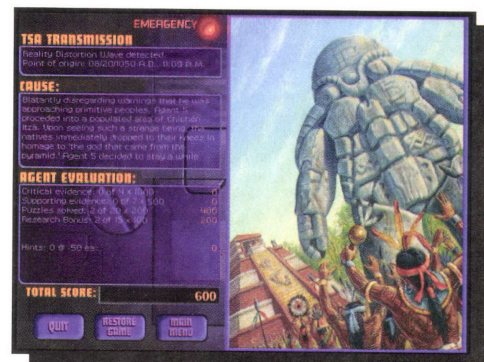 EMERGENCY
TSA TRANSMISSION
Reality Distortion Wave detected.
Point of origin: 08/20/1050 A.D., 11:09 A.M.
CAUSE:
Blatantly disregarding warnings that he was
approaching primitive peoples, Agent 5
proceded into a populated area of Chichen
Itza. Upon seeing such a strange being, the
natives immediately dropped to their knees in
homage to "the god that came from the
pyramid." Agent 5 decided to stay a while.
AGENT EVALUATION:
Critical evidence: 0 of 4 x 1000 0
Supporting evidence: 0 of 7 x 500 0
Puzzles solved: 2 of 20 x 200 400
Research Bonus: 2 of 15 x 100 200
Hints: 0 @ -50 ea. 0
TOTAL SCORE: 600
QUIT
RESTORE GAME
MAIN MENU